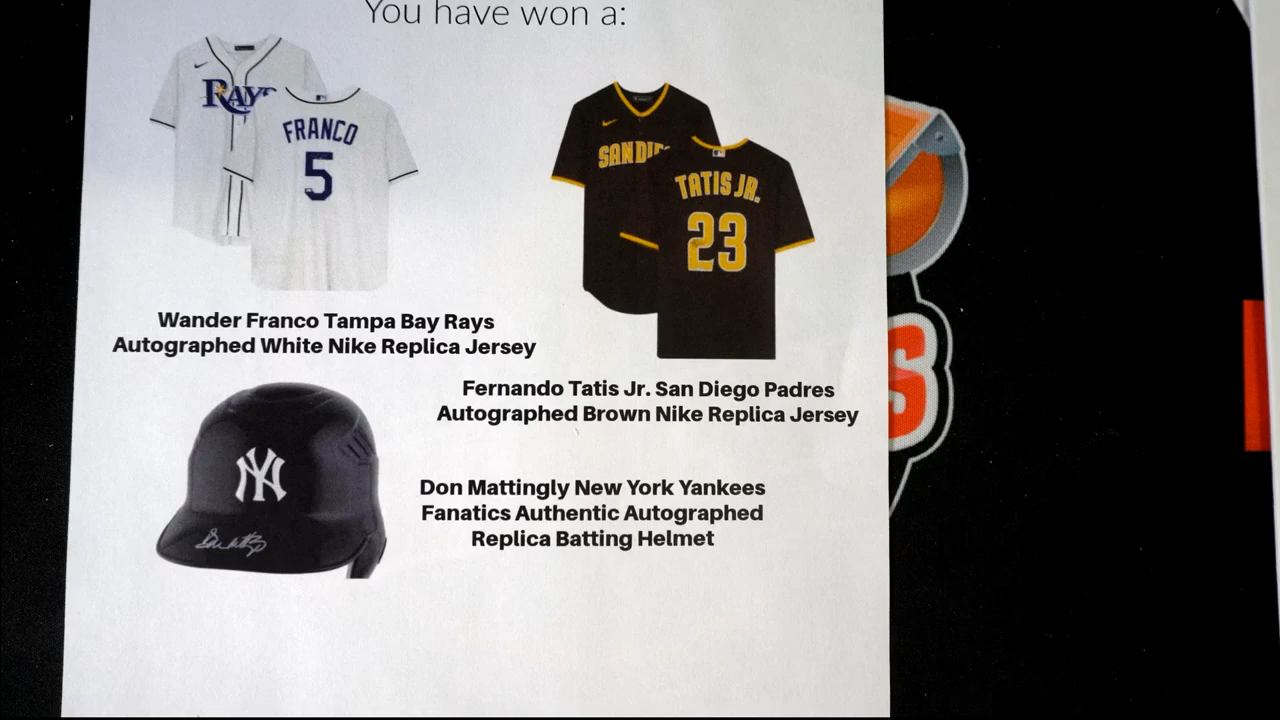 You have won a:
RAYS
FRANCO
5
SAN DIE
TATIS JR.
23
Wander Franco Tampa Bay Rays
Autographed White Nike Replica Jersey
Fernando Tatis Jr. San Diego Padres
Autographed Brown Nike Replica Jersey
NY
Don Mattingly New York Yankees
Fanatics Authentic Autographed
Replica Batting Helmet
S